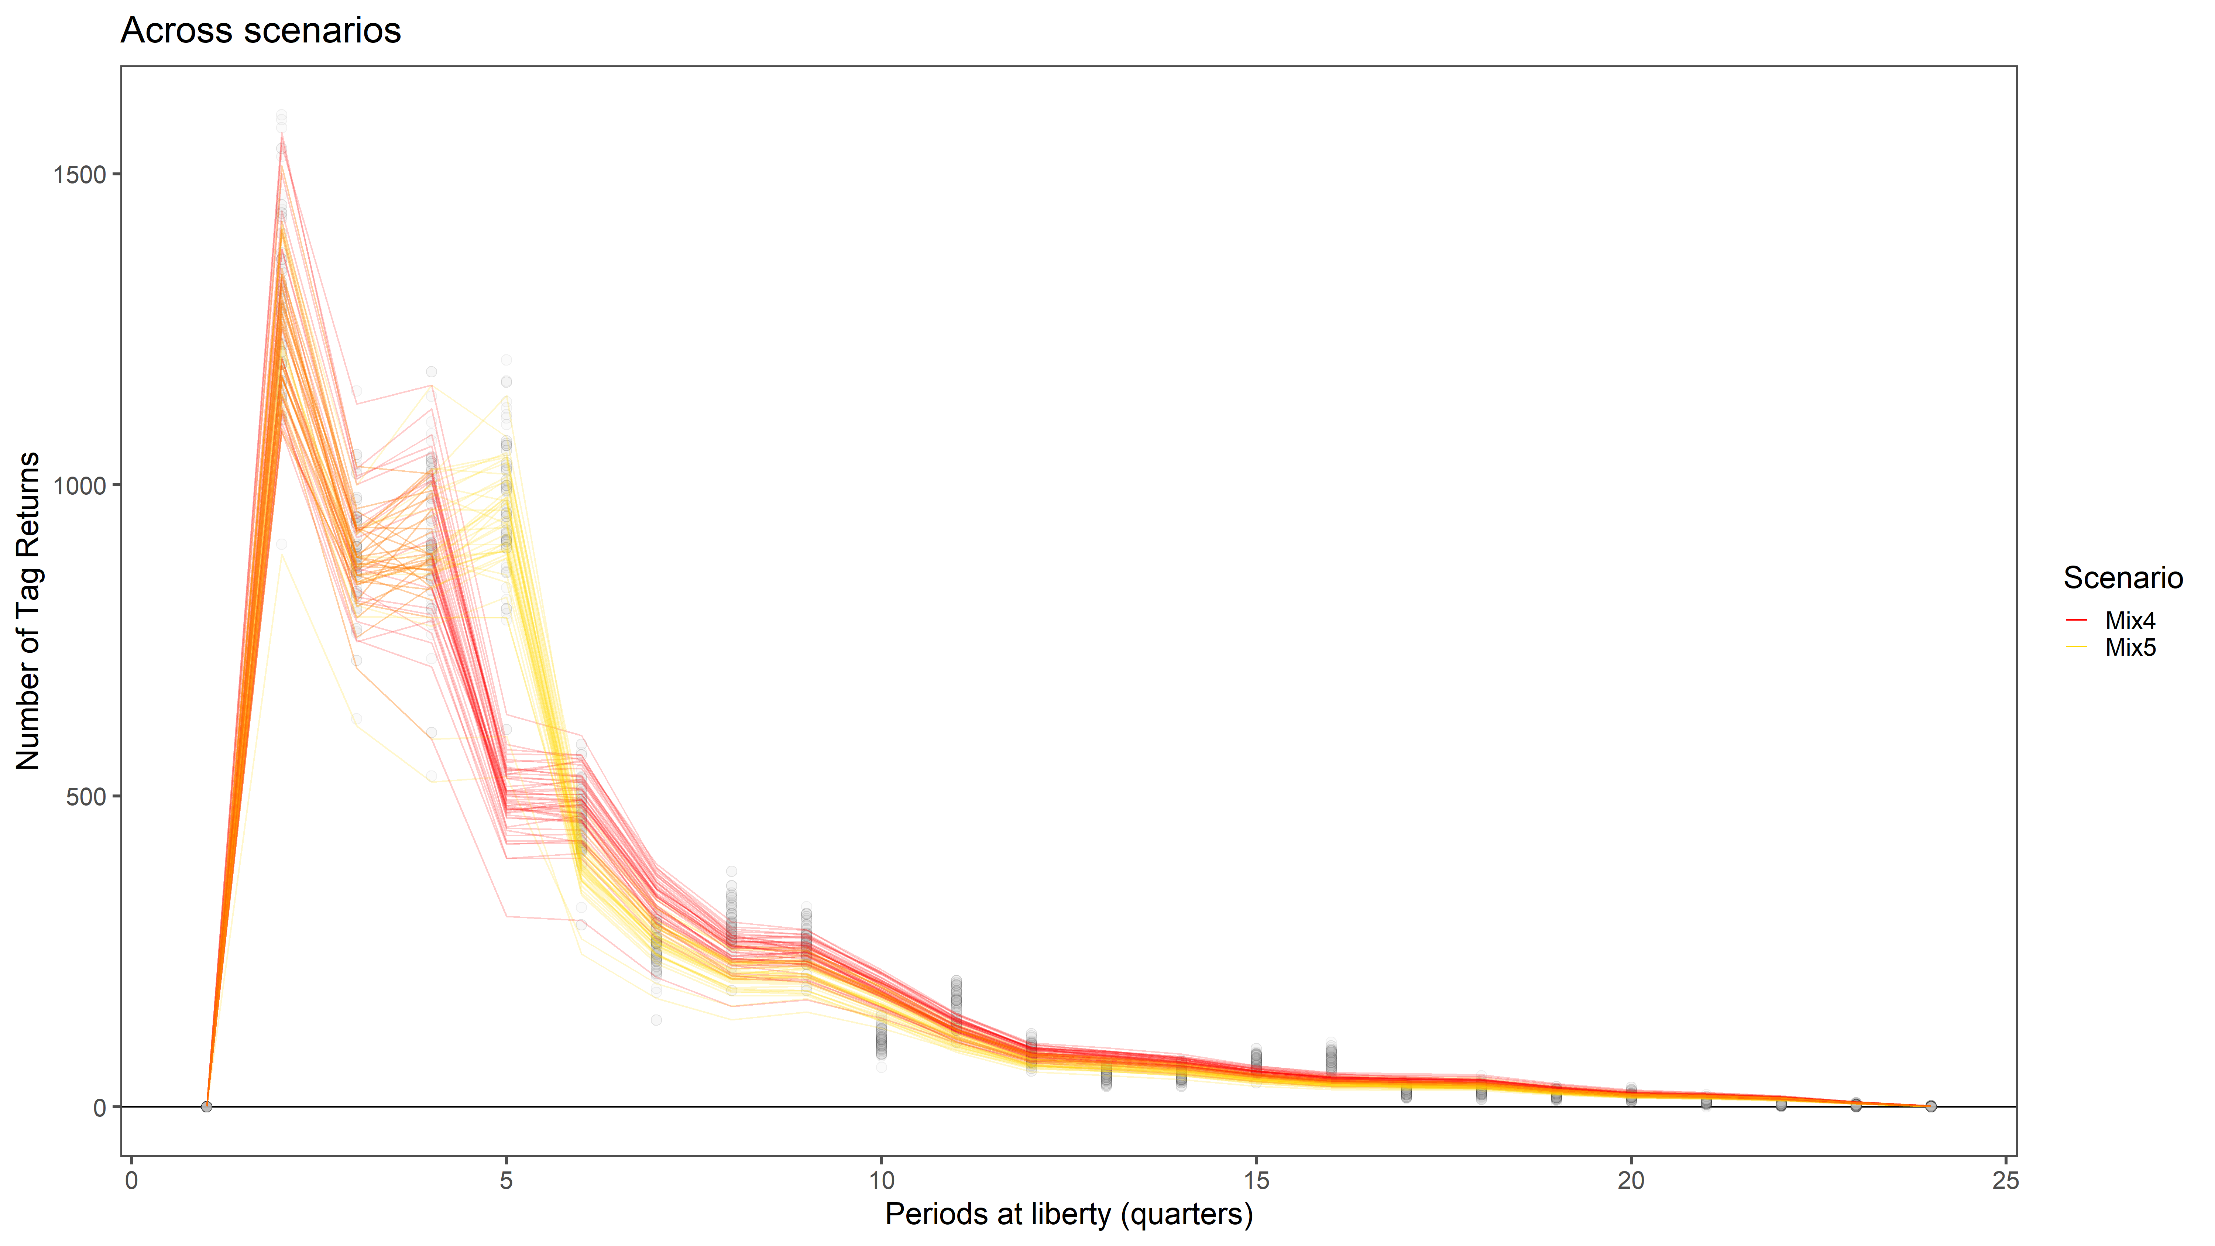 Across scenarios
Number of Tag Returns
1500
1000
500
0
0 5 10 15 20 25
Periods at liberty (quarters)
Scenario
Mix4
Mix5